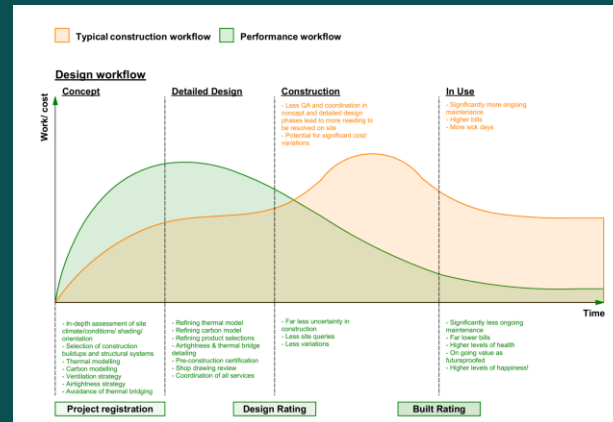 Typical construction workflow
Performance workflow
Design workflow
Concept
Detailed Design
Construction
In Use
- Less QA and coordination in
concept and detailed design
phases lead to more needing to
be resolved on site
- Potential for significant cost/
variations
- Significantly more ongoing
maintenance
- Higher bills
- More sick days
Work/ cost
Time
- In-depth assessment of site
climate/conditions/ shading/
orientation
- Selection of construction
buildups and structural systems
- Thermal modelling
- Carbon modelling
- Ventilation strategy
- Airtightness strategy
- Avoidance of thermal bridging
- Refining thermal model
- Refining carbon model
- Refining product selections
- Airtightness & thermal bridge
detailing
- Pre-construction certification
- Shop drawing review
- Coordination of all services
- Far less uncertainty in
construction
- Less site queries
- Less variations
- Significantly less ongoing
maintenance
- Far lower bills
- Higher levels of health
- On going value as
futureproofed
- Higher levels of happiness!
Project registration
Design Rating
Built Rating